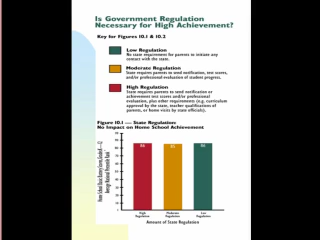 Is Government Regulation
Necessary for High Achievement?
Key for Figures 10.1 & 10.2
Low Regulation
No state requirement for parents to initiate any
contact with the state.
Moderate Regulation
State requires parents to send notification, test scores,
and/or professional evaluation of student progress.
High Regulation
State requires parents to send notification or
achievement test scores and/or professional
evaluation, plus other requirements (e.g. curriculum
approval by the state, teacher qualifications of
parents, or home visits by state officials).
Figure 10.1 — State Regulation:
No Impact on Home School Achievement
High
Regulation
Moderate
Regulation
Low
Regulation
Amount of State Regulation